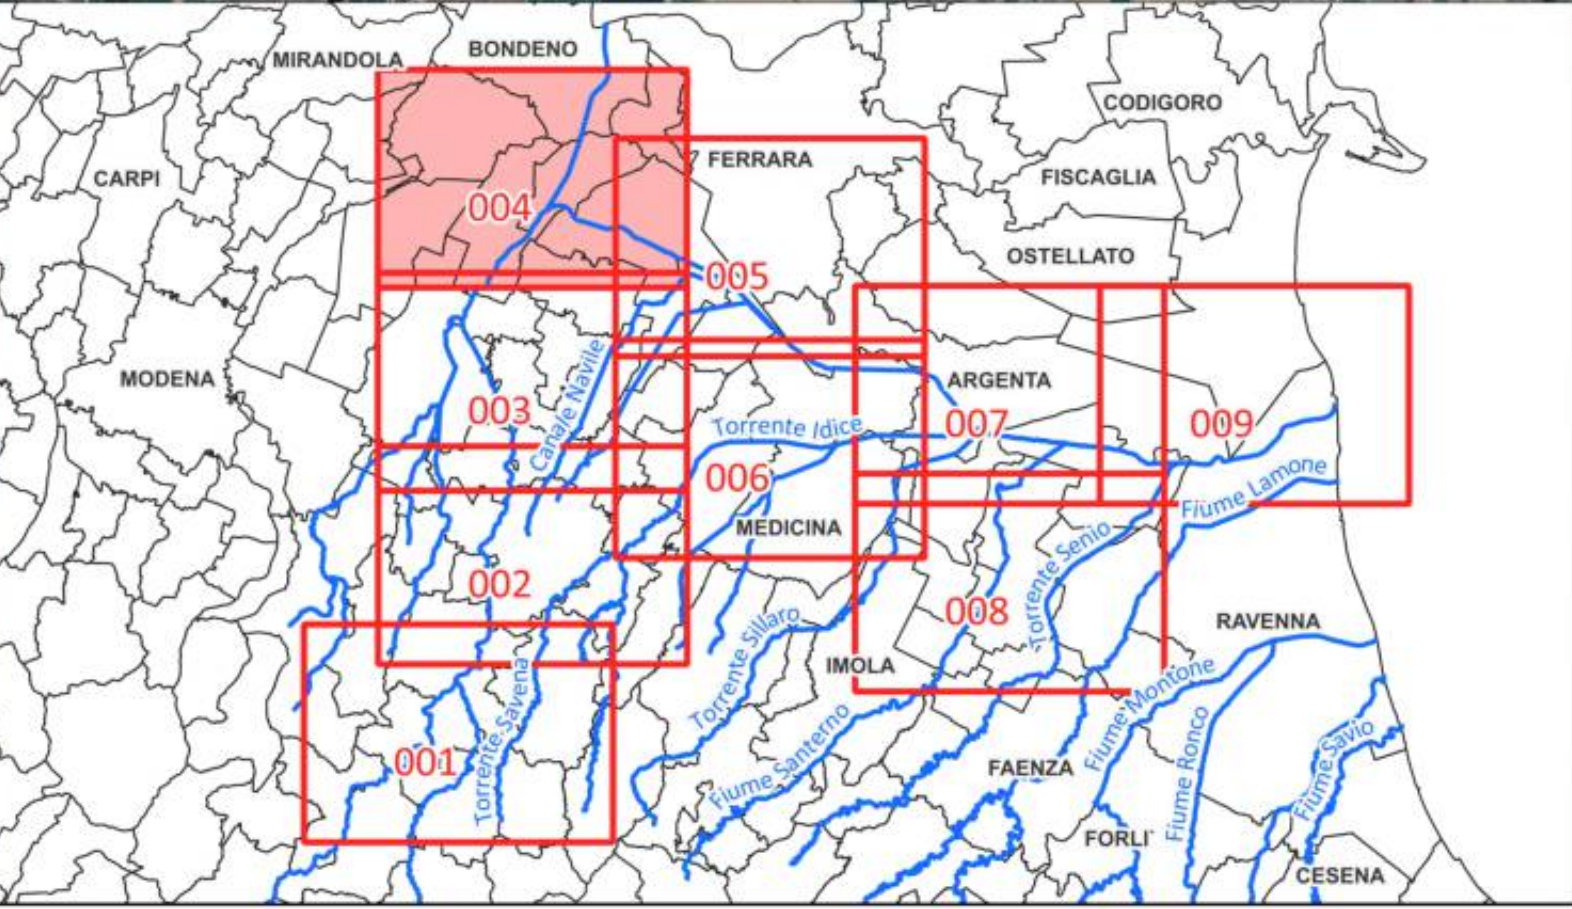 BONDENO
MIRANDOLA
CODIGORO
FERRARA
CARPI
FISCAGLIA
004
OSTELLATO
005
MODENA
ARGENTA
003
Canale Navile
Torrente Idice
007
009
006
Fiume Lamone
MEDICINA
002
Torrente Senio
008
RAVENNA
Torrente Sillaro
IMOLA
Torrente Savena
001
Fiume Santerno
Fiume Montone
FAENZA
Fiume Ronco
Fiume Savio
FORLI'
CESENA